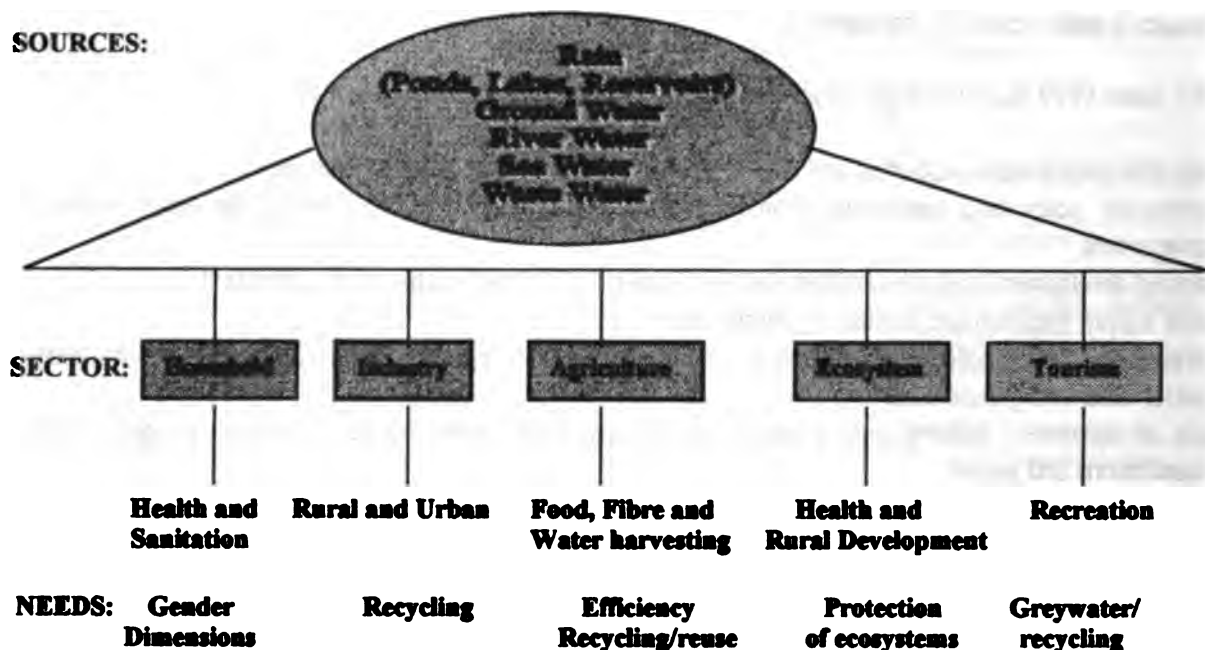 SOURCES:
Rain
(Ponds, Lakes, Reservoirs)
Ground Water
River Water
Sea Water
Waste Water
SECTOR: Household Industry Agriculture Ecosystem Tourism
Health and Rural and Urban Food, Fibre and Health and Recreation
Sanitation Water harvesting Rural Development
NEEDS: Gender Recycling Efficiency Protection Greywater/
Dimensions Recycling/reuse of ecosystems recycling